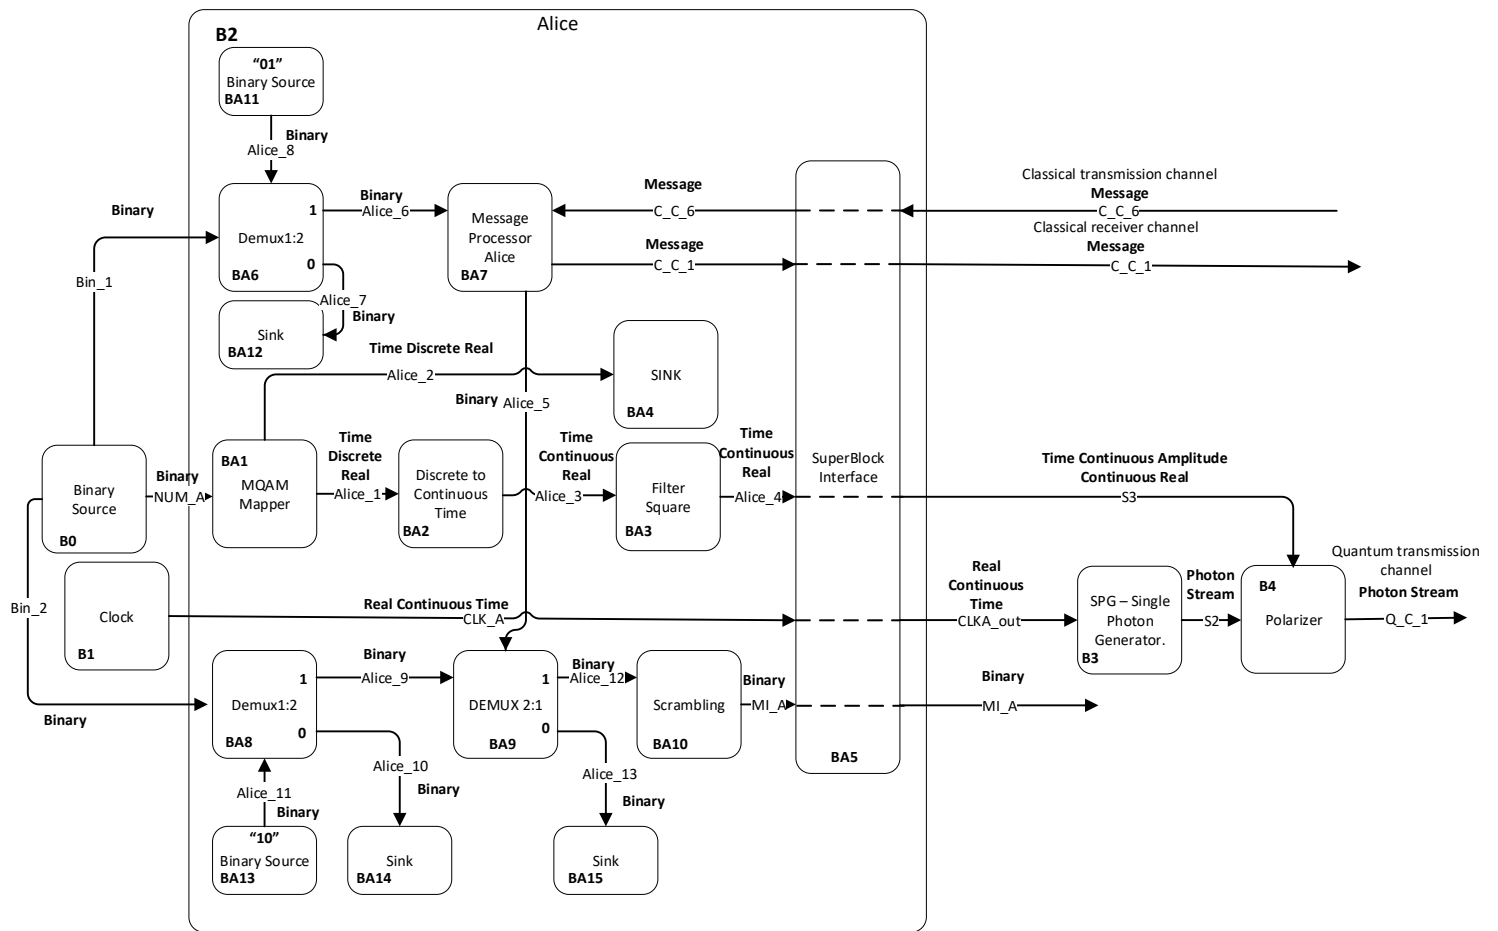 Alice
B2
“01”
Binary Source
BA11
Binary
Alice_8
Binary
1
Demux1:2
0
BA6
Binary
Alice_6
Message
Processor
Alice
BA7
Message
C_C_6
Message
C_C_1
Classical transmission channel
Message
C_C_6
Classical receiver channel
Message
C_C_1
Bin_1
Alice_7
Binary
Sink
BA12
Time Discrete Real
Alice_2
SINK
BA4
Binary
Alice_5
Binary
Source
B0
Binary
NUM_A
BA1
MQAM
Mapper
Time
Discrete
Real
Alice_1
Discrete to
Continuous
Time
BA2
Time
Continuous
Real
Alice_3
Filter
Square
BA3
Time
Continuous
Real
Alice_4
SuperBlock
Interface
BA5
Time Continuous Amplitude
Continuous Real
S3
Bin_2
Clock
B1
Real Continuous Time
CLK_A
Real
Continuous
Time
CLKA_out
SPG – Single
Photon
Generator.
B3
Photon
Stream
S2
B4
Polarizer
Quantum transmission
channel
Photon Stream
Q_C_1
Binary
1
Demux1:2
0
BA8
Binary
Alice_9
1
DEMUX 2:1
0
BA9
Binary
Alice_12
Scrambling
BA10
Binary
MI_A
Binary
MI_A
Alice_10
Binary
Alice_13
Binary
Alice_11
Binary
“10”
Binary Source
BA13
Sink
BA14
Sink
BA15